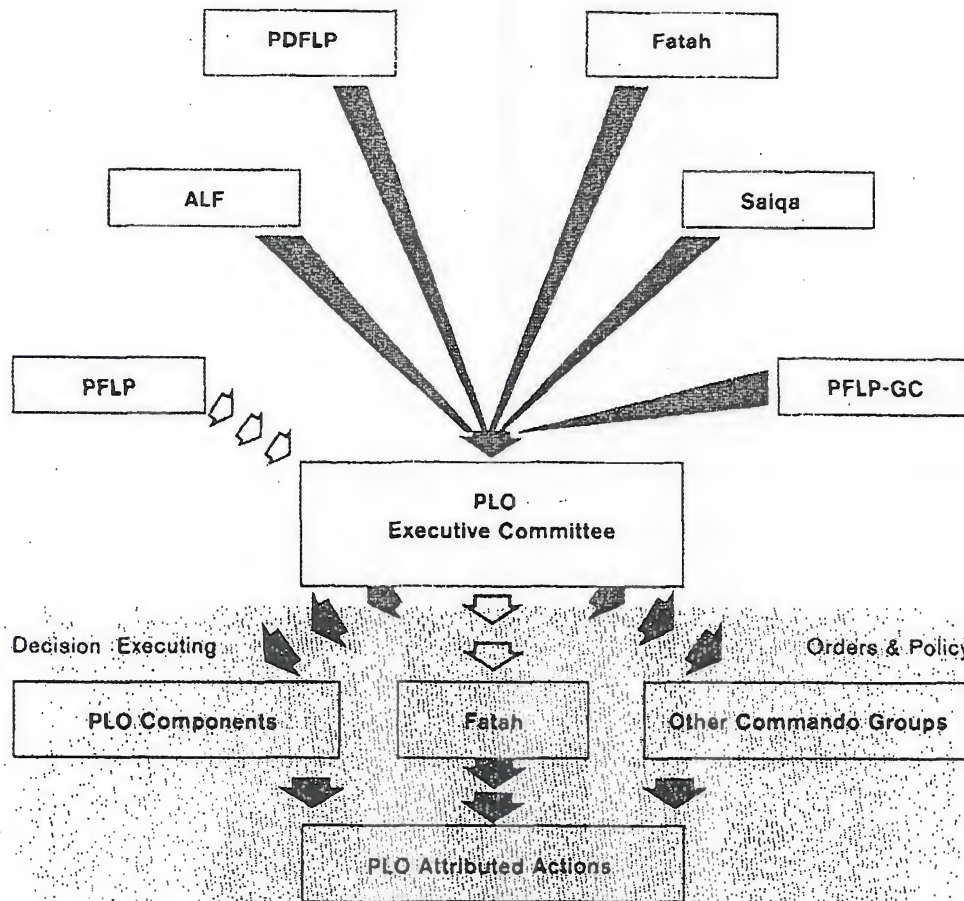 PDFLP
Fatah
ALF
Saiqa
PFLP
PFLP-GC
PLO
Executive Committee
Decision Executing
Orders & Policy
PLO Components
Fatah
Other Commando Groups
PLO Attributed Actions